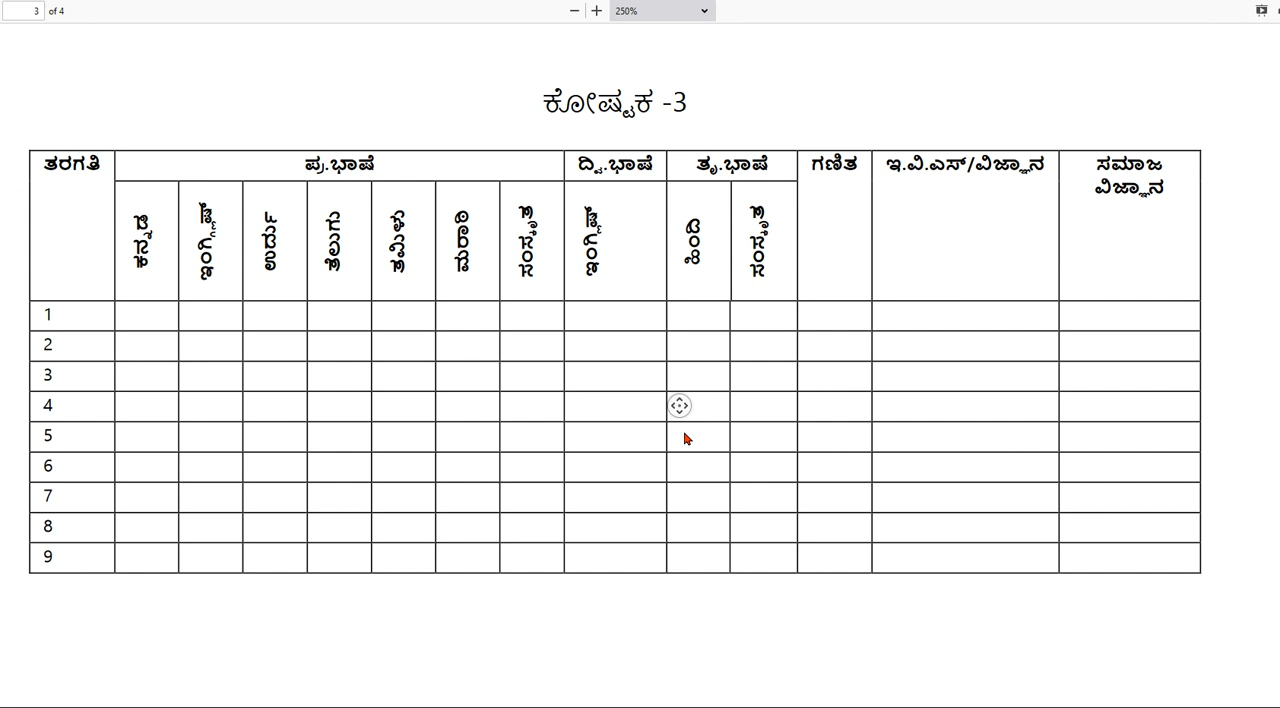 3 of 4
250%
ಕೋಷ್ಟಕ -3
ತರಗತಿ ಪ್ರ.ಭಾಷೆ ದ್ವಿ.ಭಾಷೆ ತೃ.ಭಾಷೆ ಗಣಿತ ಇ.ವಿ.ಎಸ್/ವಿಜ್ಞಾನ ಸಮಾಜ
ವಿಜ್ಞಾನ
ಕನ್ನಡ ಇಂಗ್ಲಿಷ್ ಉರ್ದು ತೆಲುಗು ತಮಿಳು ಮರಾಠಿ ಸಂಸ್ಕೃತ ಇಂಗ್ಲಿಷ್ ಹಿಂದಿ ಸಂಸ್ಕೃತ
1
2
3
4
5
6
7
8
9